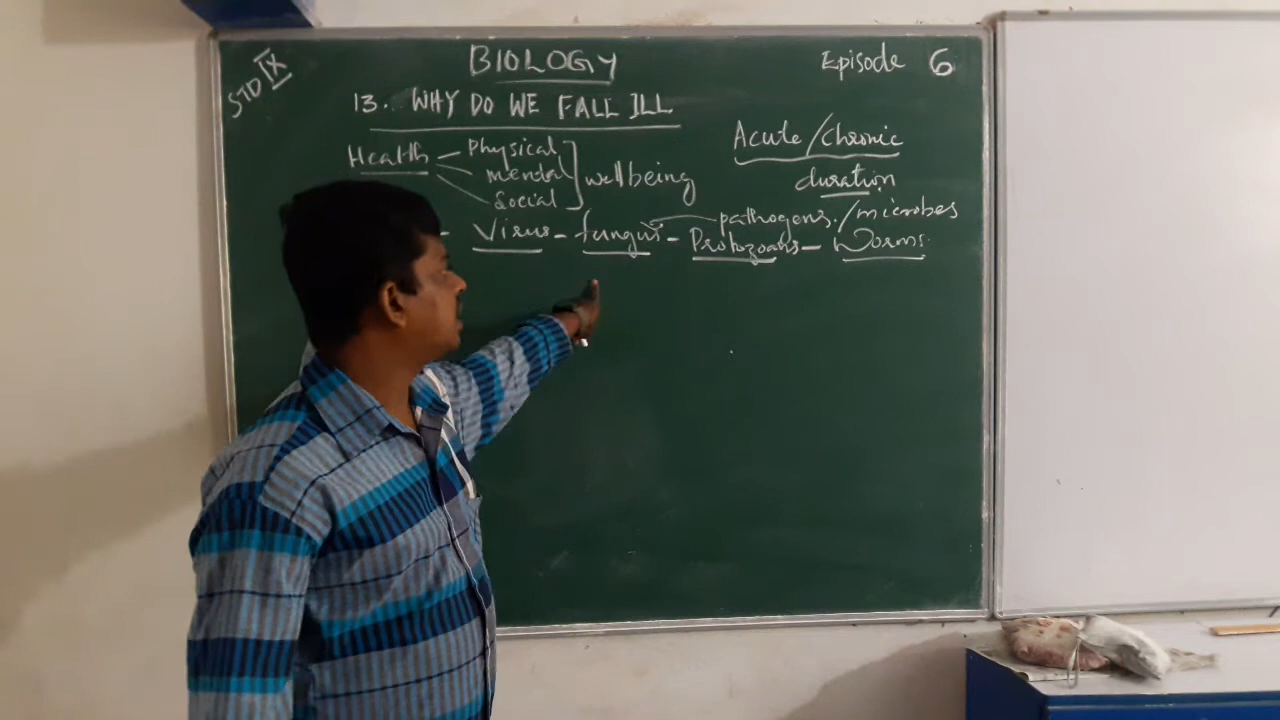 STD IX
BIOLOGY
Episode 6
13. WHY DO WE FALL ILL
Health - Physical
mental
social
wellbeing
Acute/Chronic
duration
pathogens/microbes
- Virus - fungus - Protozoans - Worms